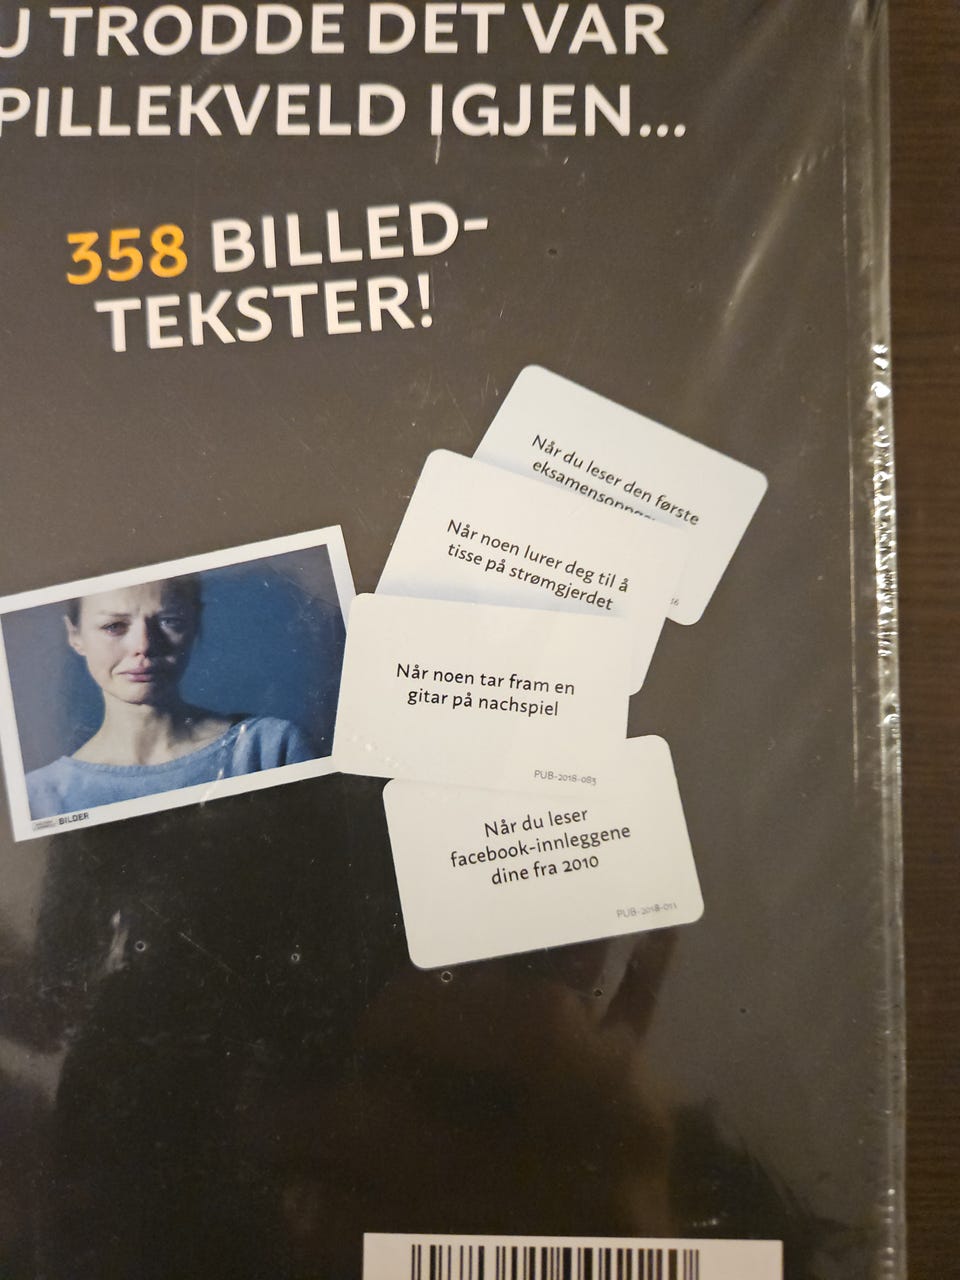 U TRODDE DET VAR
PILLEKVELD IGJEN...
358 BILLED-
TEKSTER!
Når du leser den første
Når noen lurer deg til å
tisse på strømgjerdet
16
Når noen tar fram en
gitar på nachspiel
PUB-2018-083
BILDER
Når du leser
facebook-innleggene
dine fra 2010
PUB-2018-011